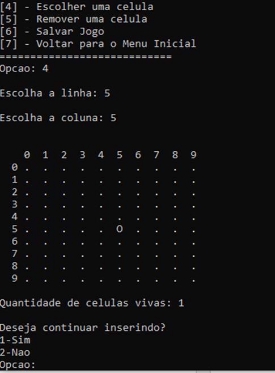 [4] - Escolher uma celula
[5] - Remover uma celula
[6] - Salvar Jogo
[7] - Voltar para o Menu Inicial
============================
Opcao: 4
Escolha a linha: 5
Escolha a coluna: 5
0 1 2 3 4 5 6 7 8 9
0 . . . . . . . . . .
1 . . . . . . . . . .
2 . . . . . . . . . .
3 . . . . . . . . . .
4 . . . . . . . . . .
5 . . . . . O . . . .
6 . . . . . . . . . .
7 . . . . . . . . . .
8 . . . . . . . . . .
9 . . . . . . . . . .
Quantidade de celulas vivas: 1
Deseja continuar inserindo?
1-Sim
2-Nao
Opcao: